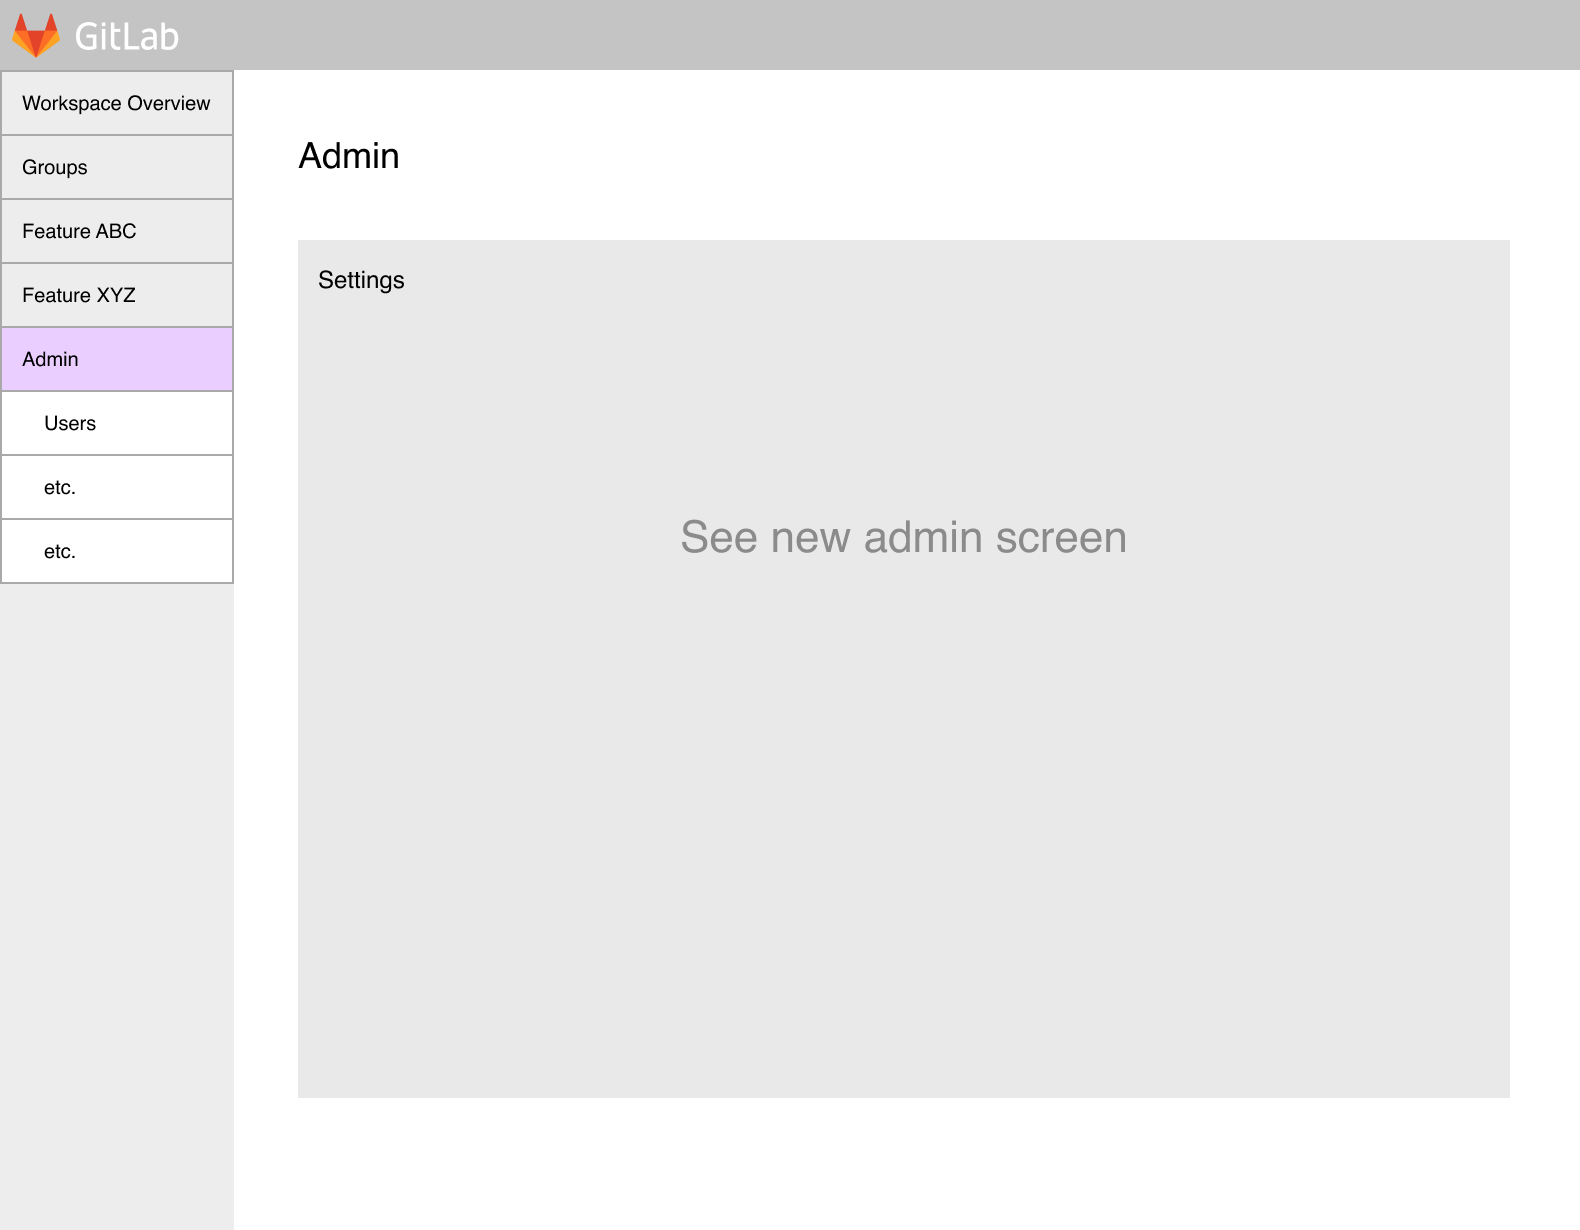 GitLab
Workspace Overview
Groups
Feature ABC
Feature XYZ
Admin
Users
etc.
etc.
Admin
Settings
See new admin screen